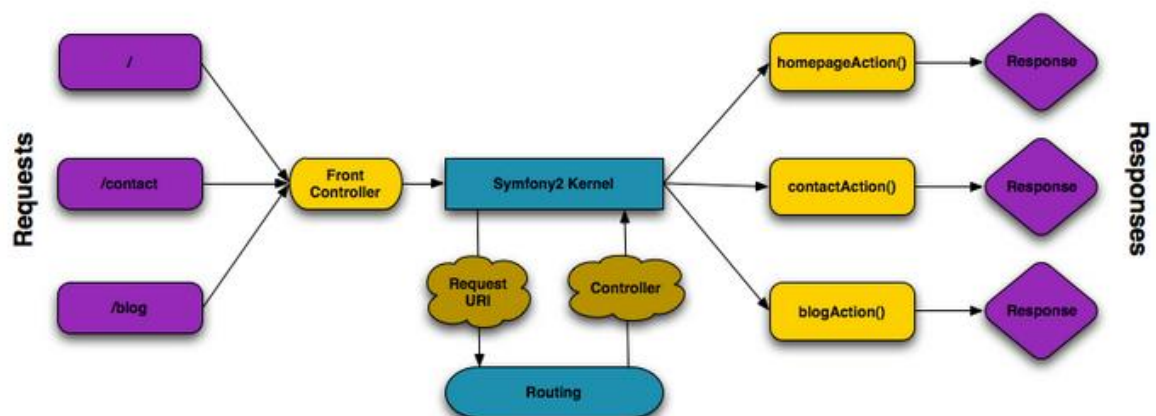 Requests
/
/contact
/blog
Front
Controller
Symfony2 Kernel
Request
URI
Controller
Routing
homepageAction()
contactAction()
blogAction()
Response
Response
Response
Responses